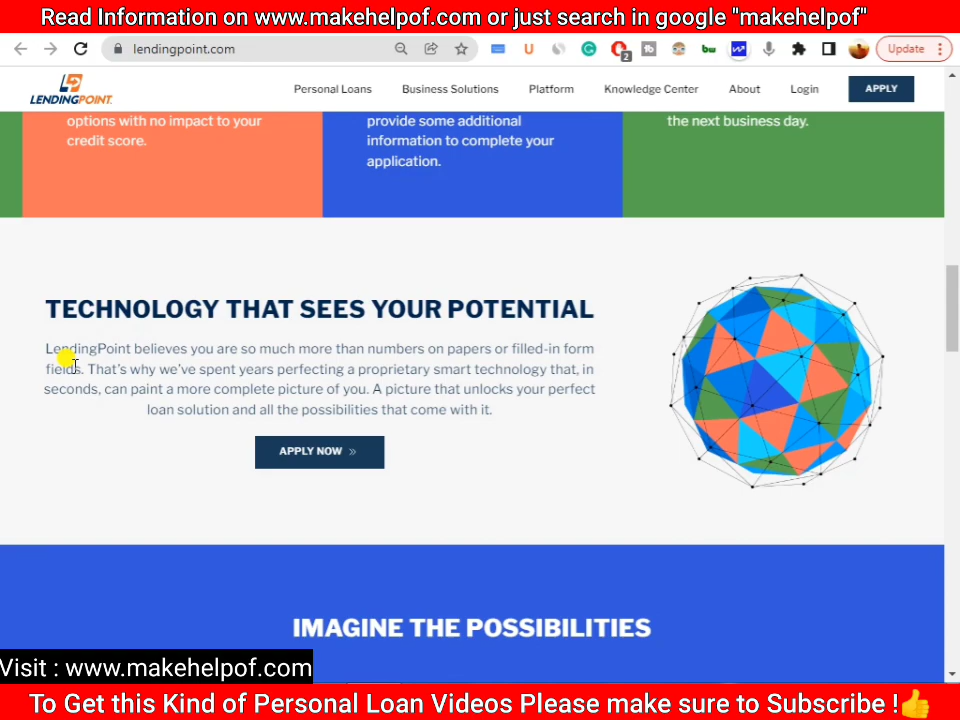 Read Information on www.makehelpof.com or just search in google "makehelpof"
lendingpoint.com
Update
LENDINGPOINT.
Personal Loans
Business Solutions
Platform
Knowledge Center
About
Login
APPLY
options with no impact to your
credit score.
provide some additional
information to complete your
application.
the next business day.
TECHNOLOGY THAT SEES YOUR POTENTIAL
LendingPoint believes you are so much more than numbers on papers or filled-in form
fields. That's why we've spent years perfecting a proprietary smart technology that, in
seconds, can paint a more complete picture of you. A picture that unlocks your perfect
loan solution and all the possibilities that come with it.
APPLY NOW »
IMAGINE THE POSSIBILITIES
Visit : www.makehelpof.com
To Get this Kind of Personal Loan Videos Please make sure to Subscribe !👍